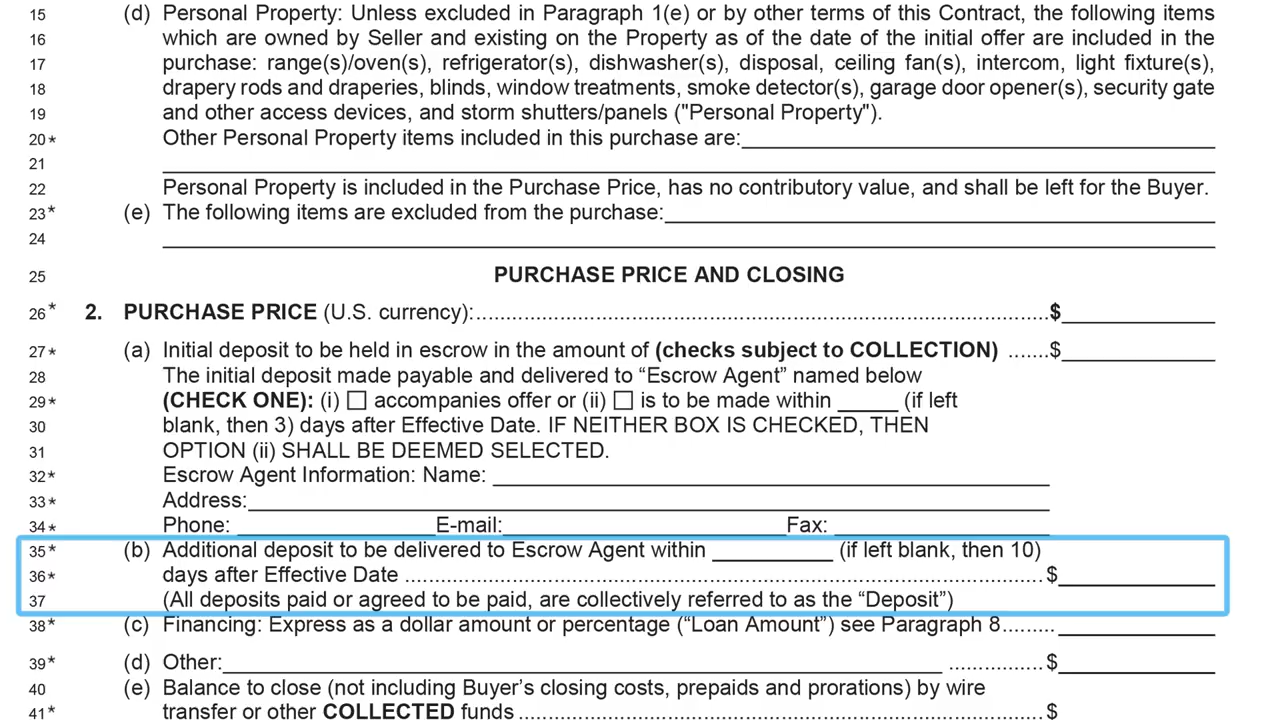 15 (d) Personal Property: Unless excluded in Paragraph 1(e) or by other terms of this Contract, the following items
16 which are owned by Seller and existing on the Property as of the date of the initial offer are included in the
17 purchase: range(s)/oven(s), refrigerator(s), dishwasher(s), disposal, ceiling fan(s), intercom, light fixture(s),
18 drapery rods and draperies, blinds, window treatments, smoke detector(s), garage door opener(s), security gate
19 and other access devices, and storm shutters/panels ("Personal Property").
20* Other Personal Property items included in this purchase are:
21
22 Personal Property is included in the Purchase Price, has no contributory value, and shall be left for the Buyer.
23* (e) The following items are excluded from the purchase:
24
25 PURCHASE PRICE AND CLOSING
26* 2. PURCHASE PRICE (U.S. currency):........................................................................$
27* (a) Initial deposit to be held in escrow in the amount of (checks subject to COLLECTION) .......$
28 The initial deposit made payable and delivered to “Escrow Agent” named below
29* (CHECK ONE): (i) ☐ accompanies offer or (ii) ☐ is to be made within _____ (if left
30 blank, then 3) days after Effective Date. IF NEITHER BOX IS CHECKED, THEN
31 OPTION (ii) SHALL BE DEEMED SELECTED.
32* Escrow Agent Information: Name:
33* Address:
34* Phone: E-mail: Fax:
35* (b) Additional deposit to be delivered to Escrow Agent within __________ (if left blank, then 10)
36* days after Effective Date ........................................................................$
37 (All deposits paid or agreed to be paid, are collectively referred to as the “Deposit”)
38* (c) Financing: Express as a dollar amount or percentage (“Loan Amount”) see Paragraph 8.........
39* (d) Other: ................$
40 (e) Balance to close (not including Buyer’s closing costs, prepaids and prorations) by wire
41* transfer or other COLLECTED funds ........................................................................$